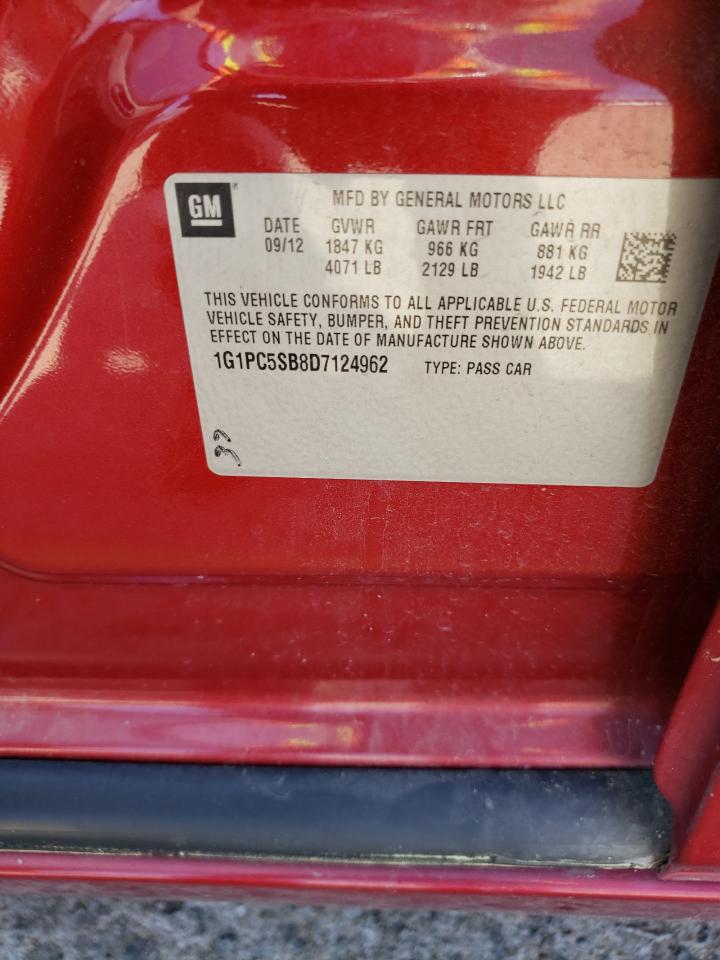 GM
MFD BY GENERAL MOTORS LLC
DATE GVWR GAWR FRT GAWR RR
09/12 1847 KG 966 KG 881 KG
4071 LB 2129 LB 1942 LB
THIS VEHICLE CONFORMS TO ALL APPLICABLE U.S. FEDERAL MOTOR
VEHICLE SAFETY, BUMPER, AND THEFT PREVENTION STANDARDS IN
EFFECT ON THE DATE OF MANUFACTURE SHOWN ABOVE.
1G1PC5SB8D7124962 TYPE: PASS CAR